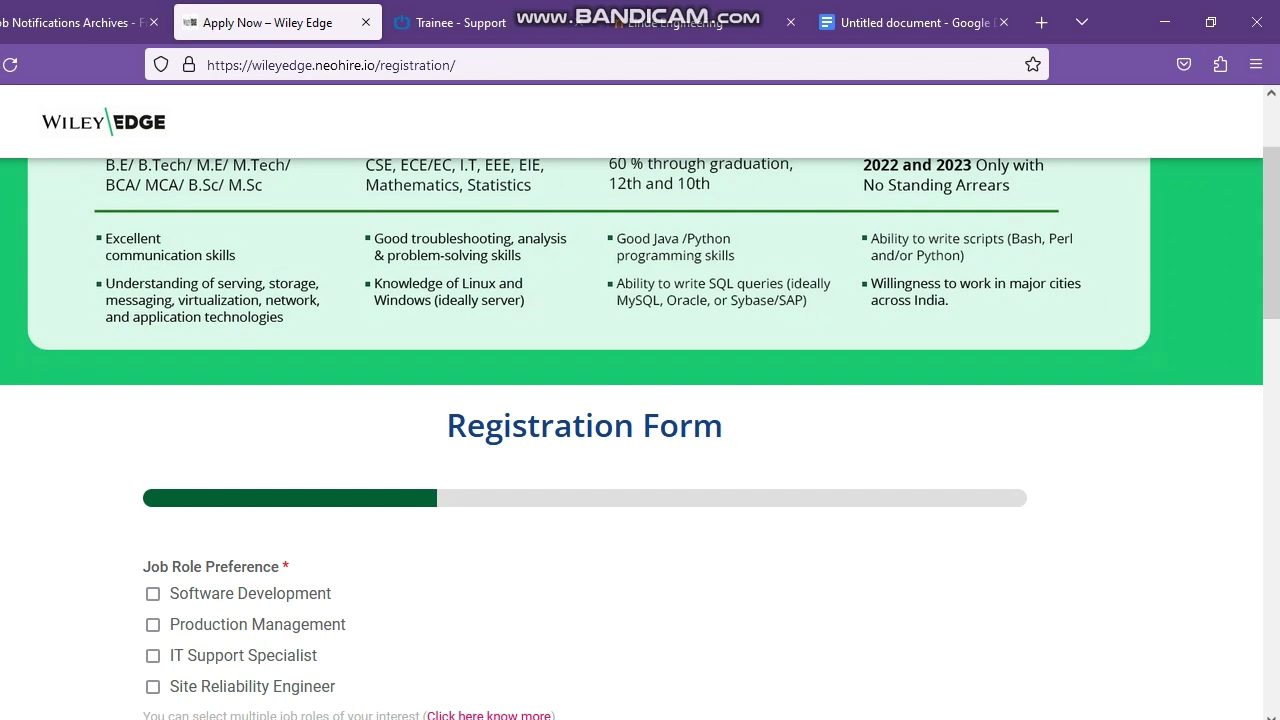 ob Notifications Archives - F
Apply Now – Wiley Edge
Trainee - Support
WWW.BANDICAM.COM
Linde Engineering
Untitled document - Google
https://wileyedge.neohire.io/registration/
WILEY EDGE
B.E/ B.Tech/ M.E/ M.Tech/
BCA/ MCA/ B.Sc/ M.Sc
CSE, ECE/EC, I.T, EEE, EIE,
Mathematics, Statistics
60 % through graduation,
12th and 10th
2022 and 2023 Only with
No Standing Arrears
Excellent
communication skills
Good troubleshooting, analysis
& problem-solving skills
Good Java /Python
programming skills
Ability to write scripts (Bash, Perl
and/or Python)
Understanding of serving, storage,
messaging, virtualization, network,
and application technologies
Knowledge of Linux and
Windows (ideally server)
Ability to write SQL queries (ideally
MySQL, Oracle, or Sybase/SAP)
Willingness to work in major cities
across India.
Registration Form
Job Role Preference *
Software Development
Production Management
IT Support Specialist
Site Reliability Engineer
You can select multiple job roles of your interest (Click here know more)